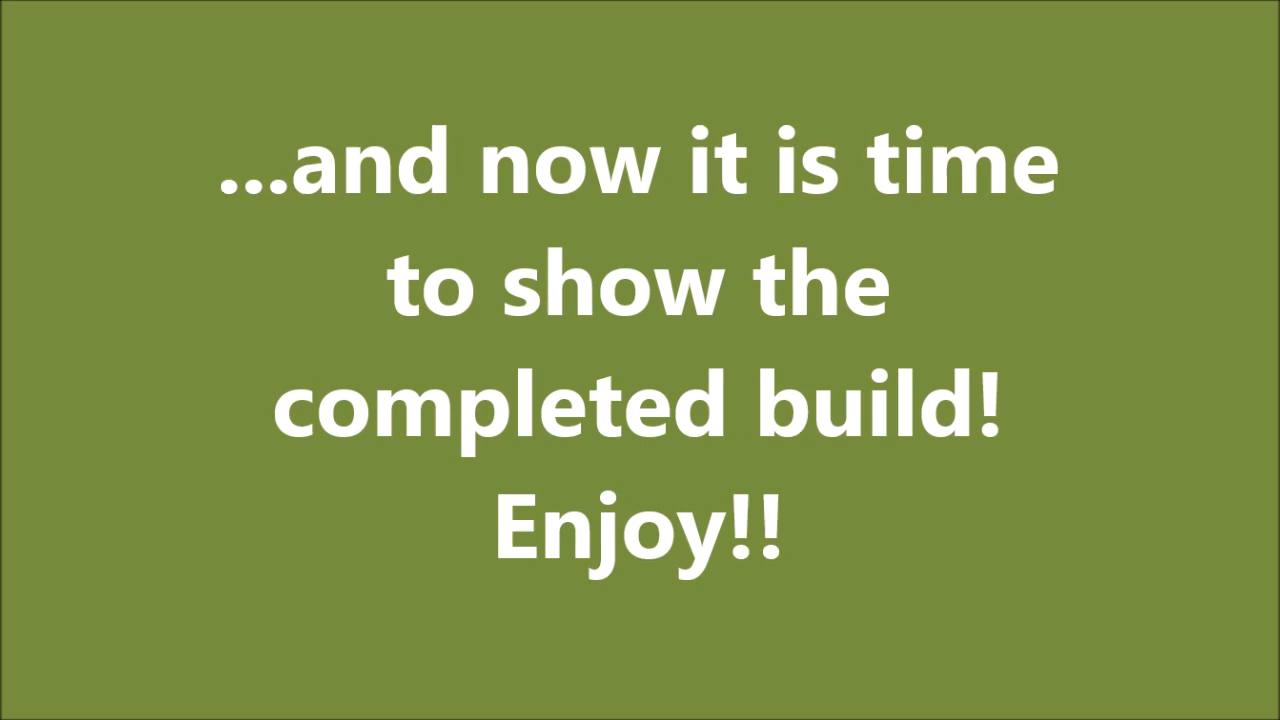 ...and now it is time
to show the
completed build!
Enjoy!!